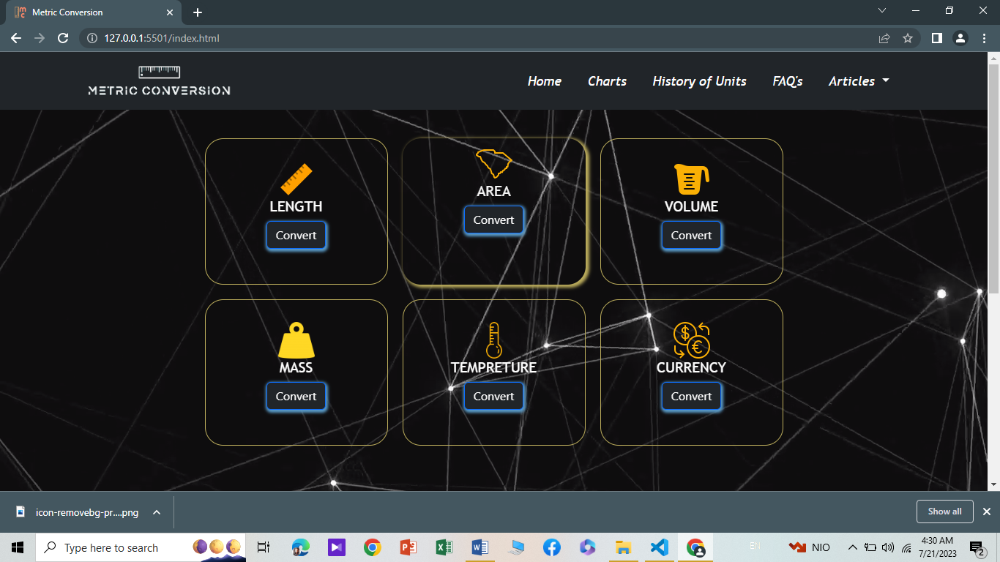 Metric Conversion
127.0.0.1:5501/index.html
METRIC CONVERSION
Home Charts History of Units FAQ's Articles
LENGTH
Convert
AREA
Convert
VOLUME
Convert
MASS
Convert
TEMPRETURE
Convert
CURRENCY
Convert
icon-removebg-pr....png
Show all
Type here to search
EN
NIO
4:30 AM
7/21/2023
2